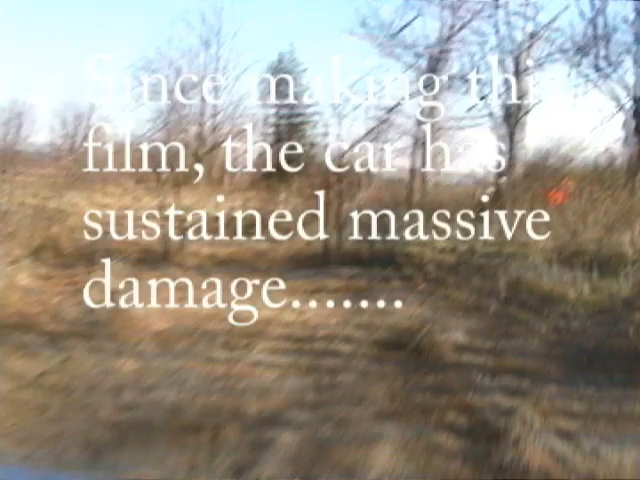 Since making this
film, the car has
sustained massive
damage.......